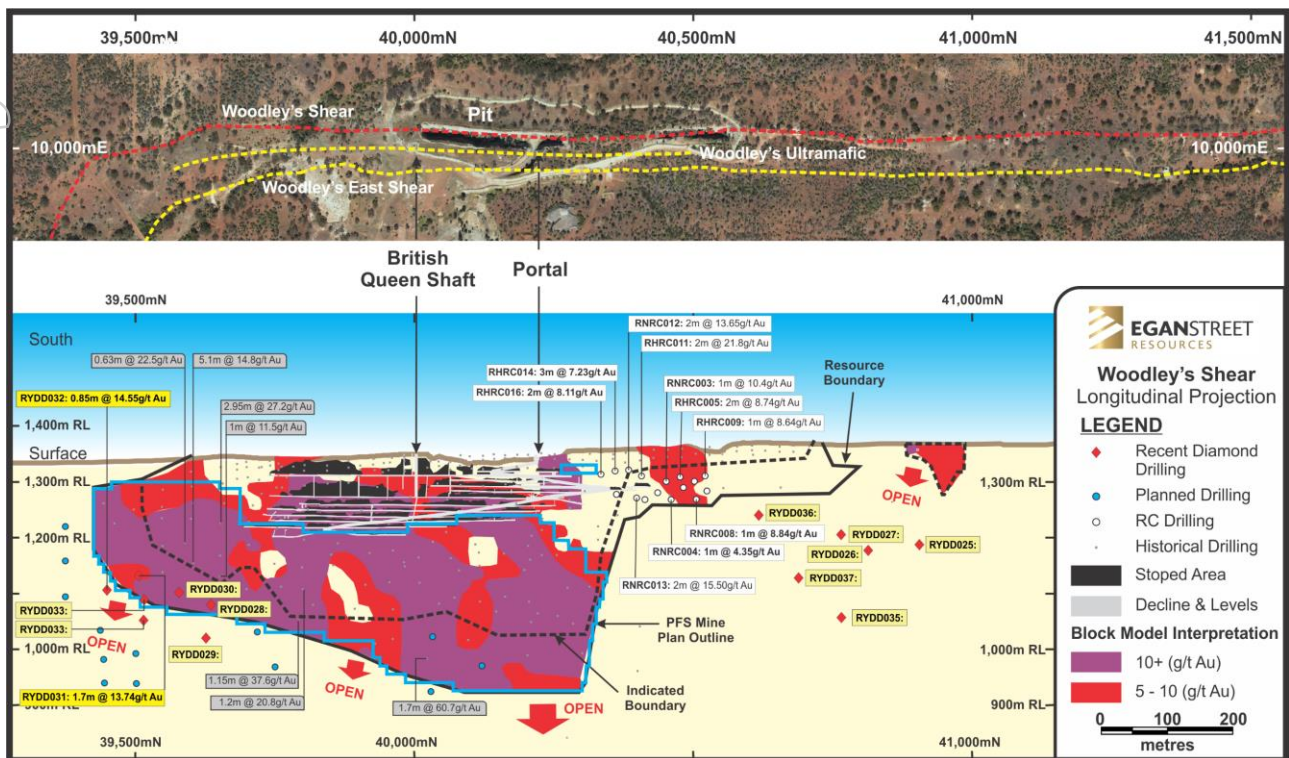 39,500mN 40,000mN 40,500mN 41,000mN 41,500mN
Woodley's Shear
Pit
10,000mE
Woodley's Ultramafic
10,000mE
Woodley's East Shear
British
Queen Shaft
Portal
39,500mN
41,000mN
South
RNRC012: 2m @ 13.65g/t Au
RHRC011: 2m @ 21.8g/t Au
0.63m @ 22.5g/t Au
5.1m @ 14.8g/t Au
RHRC014: 3m @ 7.23g/t Au
RHRC016: 2m @ 8.11g/t Au
RNRC003: 1m @ 10.4g/t Au
RHRC005: 2m @ 8.74g/t Au
RHRC009: 1m @ 8.64g/t Au
Resource
Boundary
RYDD032: 0.85m @ 14.55g/t Au
2.95m @ 27.2g/t Au
1m @ 11.5g/t Au
1,400m RL
Surface
1,300m RL
1,300m RL
OPEN
1,200m RL
RYDD036:
RNRC008: 1m @ 8.84g/t Au
RNRC004: 1m @ 4.35g/t Au
RNRC013: 2m @ 15.50g/t Au
RYDD027:
RYDD026:
RYDD025:
RYDD037:
RYDD035:
RYDD030:
RYDD028:
RYDD033:
RYDD033:
OPEN
RYDD029:
1,000m RL
1,000m RL
PFS Mine
Plan Outline
RYDD031: 1.7m @ 13.74g/t Au
1.15m @ 37.6g/t Au
1.2m @ 20.8g/t Au
OPEN
1.7m @ 60.7g/t Au
Indicated
Boundary
OPEN
m RL
900m RL
39,500mN 40,000mN 41,000mN
EGANSTREET
RESOURCES
Woodley's Shear
Longitudinal Projection
LEGEND
Recent Diamond
Drilling
Planned Drilling
RC Drilling
Historical Drilling
Stoped Area
Decline & Levels
Block Model Interpretation
10+ (g/t Au)
5 - 10 (g/t Au)
0 100 200
metres